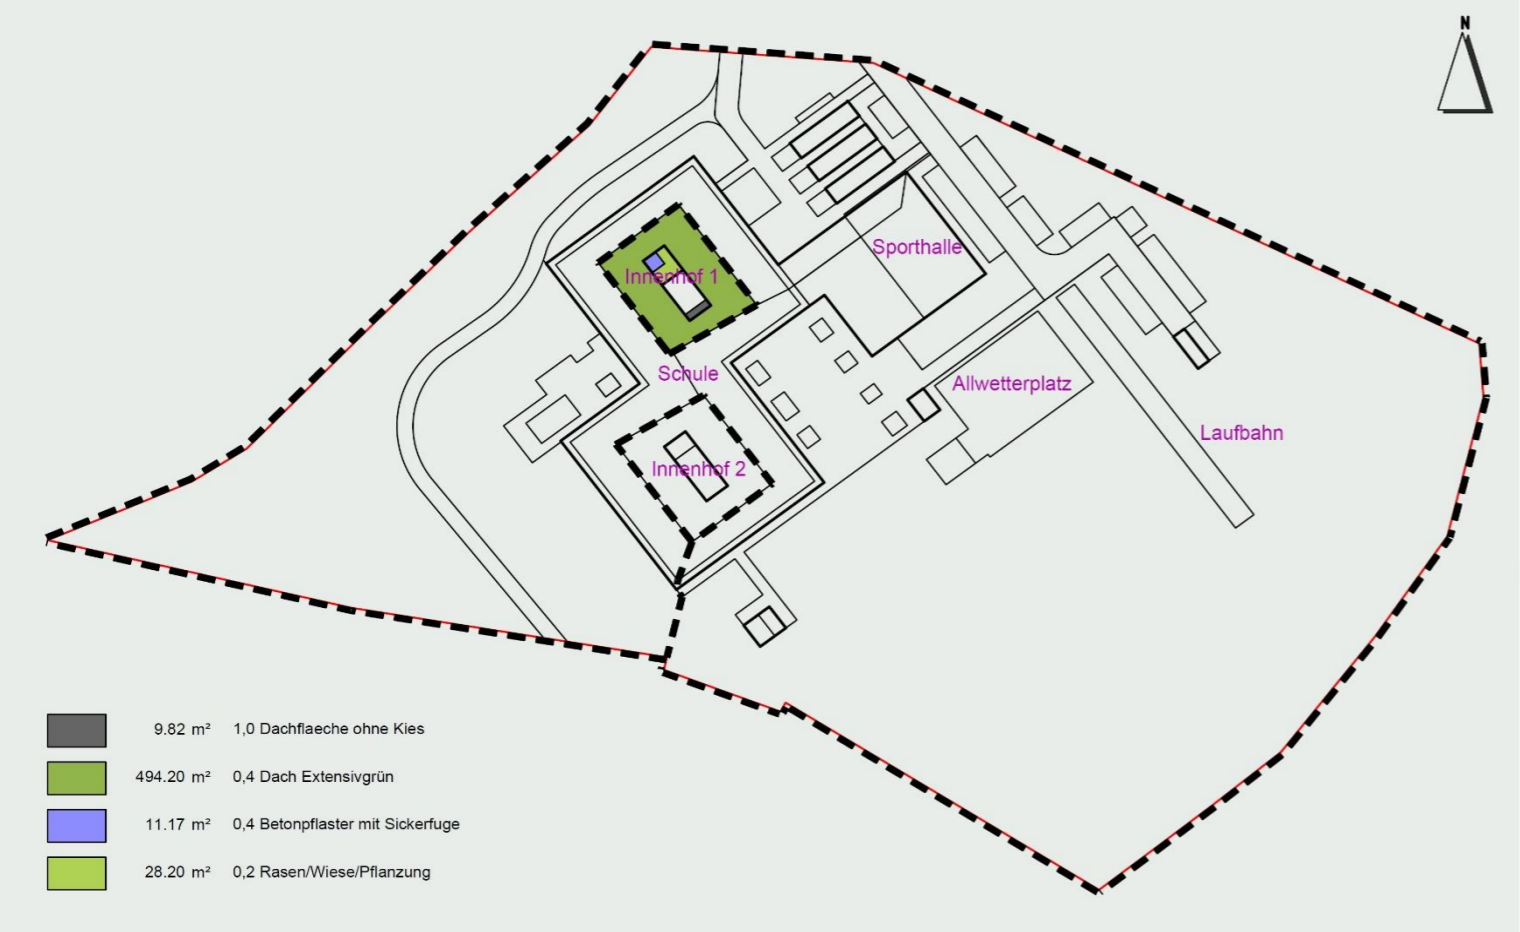 N
Sporthalle
Innenhof 1
Schule
Allwetterplatz
Laufbahn
Innenhof 2
9.82 m² 1,0 Dachflaeche ohne Kies
494.20 m² 0,4 Dach Extensivgrün
11.17 m² 0,4 Betonpflaster mit Sickerfuge
28.20 m² 0,2 Rasen/Wiese/Pflanzung